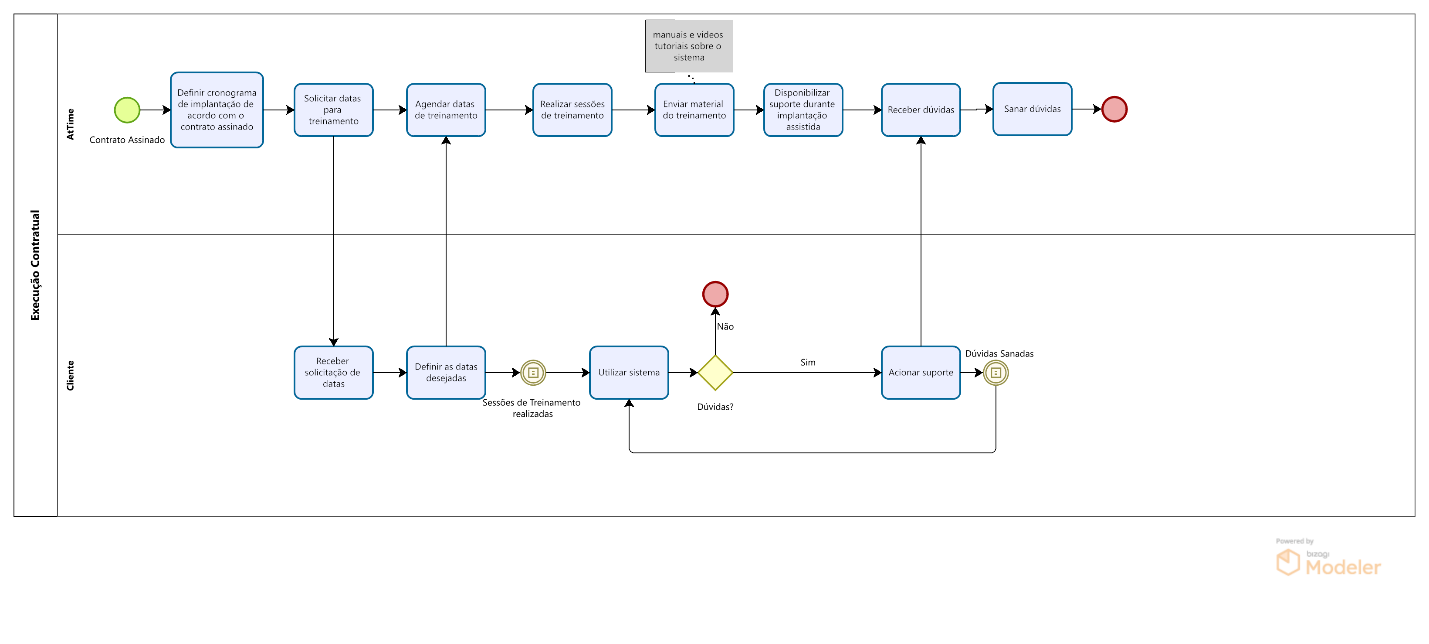 manuais e videos
tutoriais sobre o
sistema
Definir cronograma
de implantação de
acordo com o
contrato assinado
Solicitar datas
para
treinamento
Agendar datas
de treinamento
Realizar sessões
de treinamento
Enviar material
do treinamento
Disponibilizar
suporte durante
implantação
assistida
Receber dúvidas
Sanar dúvidas
Contrato Assinado
AtTime
Execução Contratual
Não
Cliente
Receber
solicitação de
datas
Definir as datas
desejadas
Sessões de Treinamento
realizadas
Utilizar sistema
Dúvidas?
Sim
Acionar suporte
Dúvidas Sanadas
Powered by
bizagi
Modeler